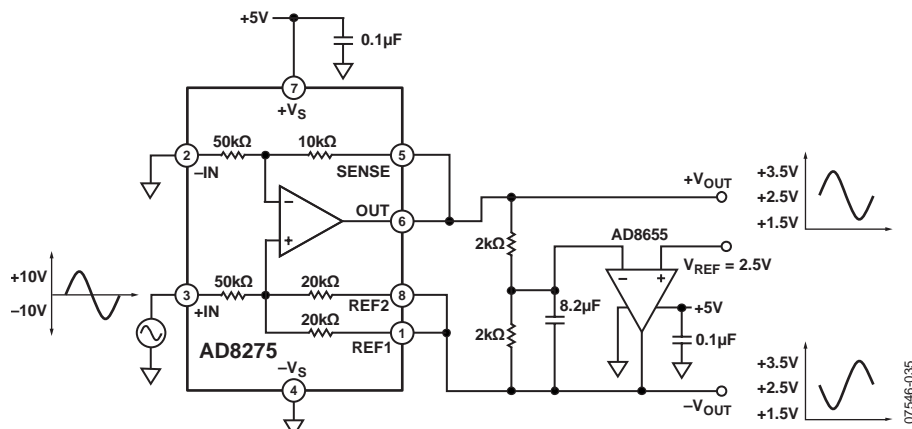 +5V
0.1µF
7
+VS
50kΩ
10kΩ
2
5
–IN
SENSE
+VOUT
+3.5V
+2.5V
+1.5V
–
OUT
6
+
2kΩ
AD8655
VREF = 2.5V
–
+
+10V
–10V
50kΩ
20kΩ
3
8
+IN
REF2
20kΩ
1
REF1
AD8275
2kΩ
8.2µF
+5V
0.1µF
–VS
4
–VOUT
+3.5V
+2.5V
+1.5V
07546-035